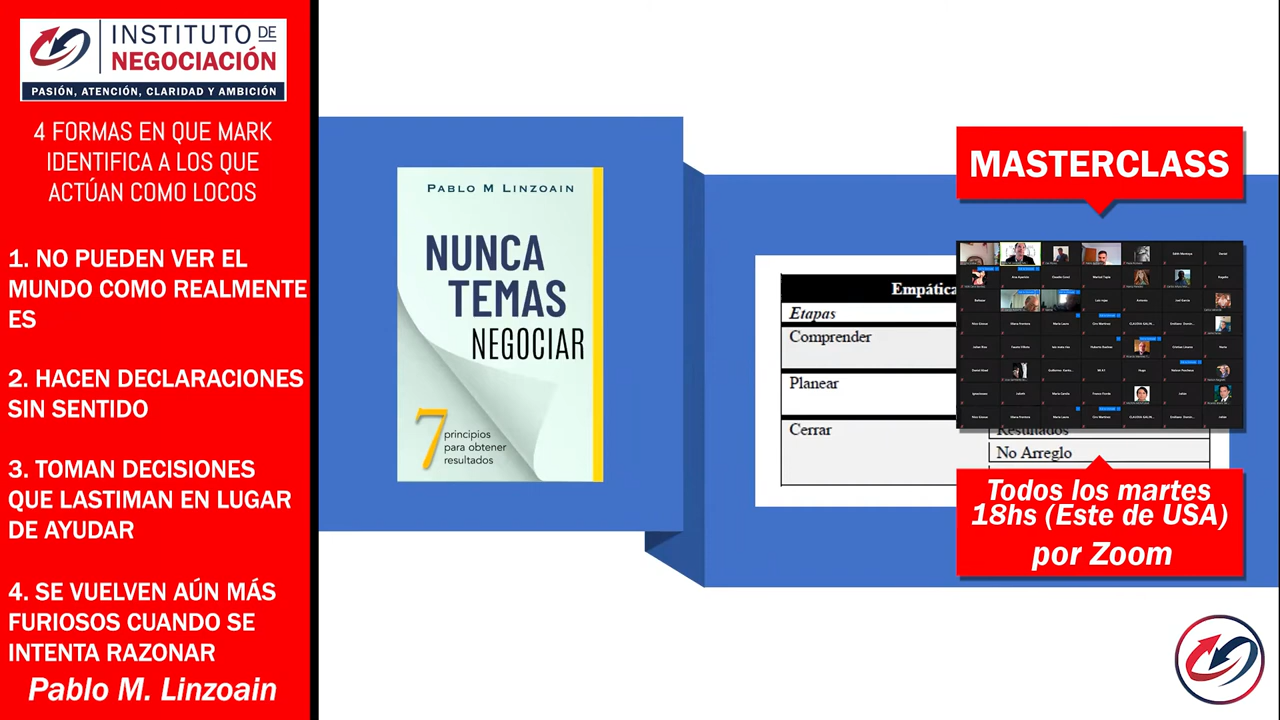 INSTITUTO DE
NEGOCIACIÓN
PASIÓN, ATENCIÓN, CLARIDAD Y AMBICIÓN
4 FORMAS EN QUE MARK
IDENTIFICA A LOS QUE
ACTÚAN COMO LOCOS
1. NO PUEDEN VER EL
MUNDO COMO REALMENTE
ES
2. HACEN DECLARACIONES
SIN SENTIDO
3. TOMAN DECISIONES
QUE LASTIMAN EN LUGAR
DE AYUDAR
4. SE VUELVEN AÚN MÁS
FURIOSOS CUANDO SE
INTENTA RAZONAR
Pablo M. Linzoain
PABLO M LINZOAIN
NUNCA
TEMAS
NEGOCIAR
7 principios
para obtener
resultados
Etapas
Comprender
Planear
Cerrar
Resultados
No Arreglo
MASTERCLASS
Todos los martes
18hs (Este de USA)
por Zoom